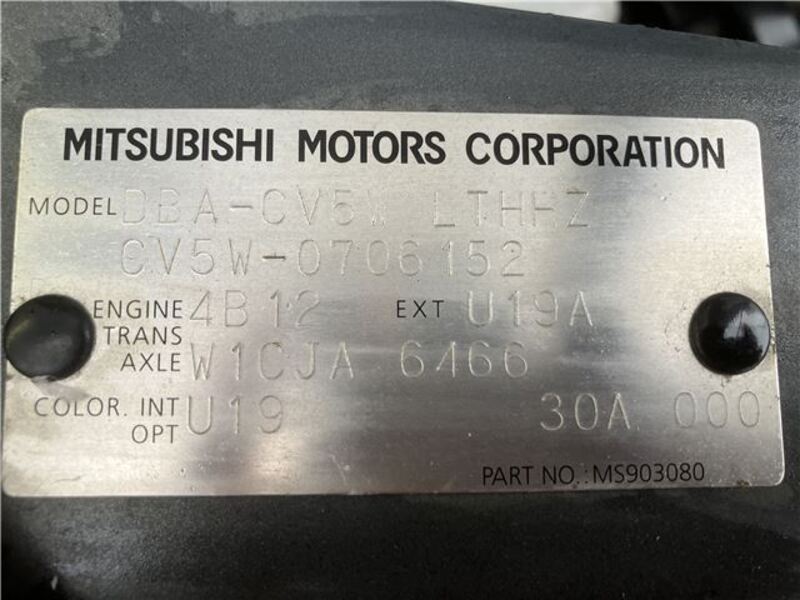 MITSUBISHI MOTORS CORPORATION
MODEL DBA-CV5W LTHHZ
CV5W-0706152
ENGINE 4B12 EXT U19A
TRANS
AXLE W1CJA 6466
COLOR. INT U19 30A 000
OPT
PART NO.:MS903080